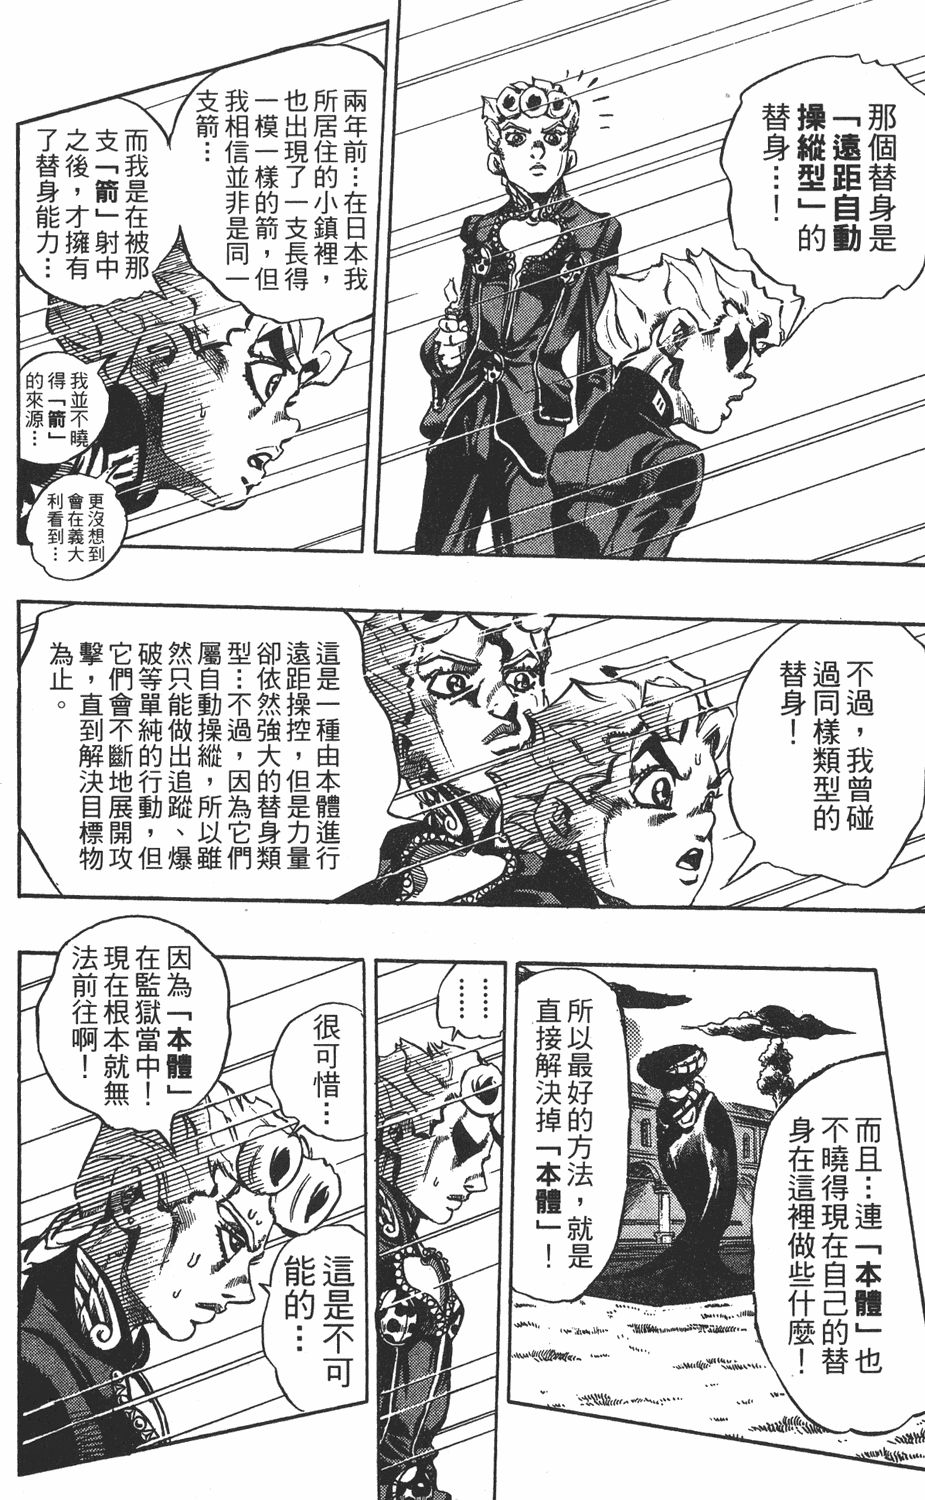 那個替身是
「遠距自動
操縱型」的
替身…！
兩年前…在日本我
所居住的小鎮裡，
也出現了一支長得
一模一樣的箭，但
我相信並非是同一
支箭…
而我是在被那
支「箭」射中
之後，才擁有
了替身能力…
我並不曉
得「箭」
的來源…
更沒想到
會在義大
利看到…
不過，我曾碰
過同樣類型的
替身！
這是一種由本體進行
遠距操控，但是力量
卻依然強大的替身類
型…不過，因為它們
屬自動操縱，所以雖
然只能做出追蹤、爆
破等單純的行動，但
它們會不斷地展開攻
擊，直到解決目標物
為止。
而且…連「本體」也
不曉得現在自己的替
身在這裡做些什麼！
所以最好的方法，就是
直接解決掉「本體」！
……
……
很可惜…
這是不可
能的…
因為「本體」
在監獄當中！
現在根本就無
法前往啊！